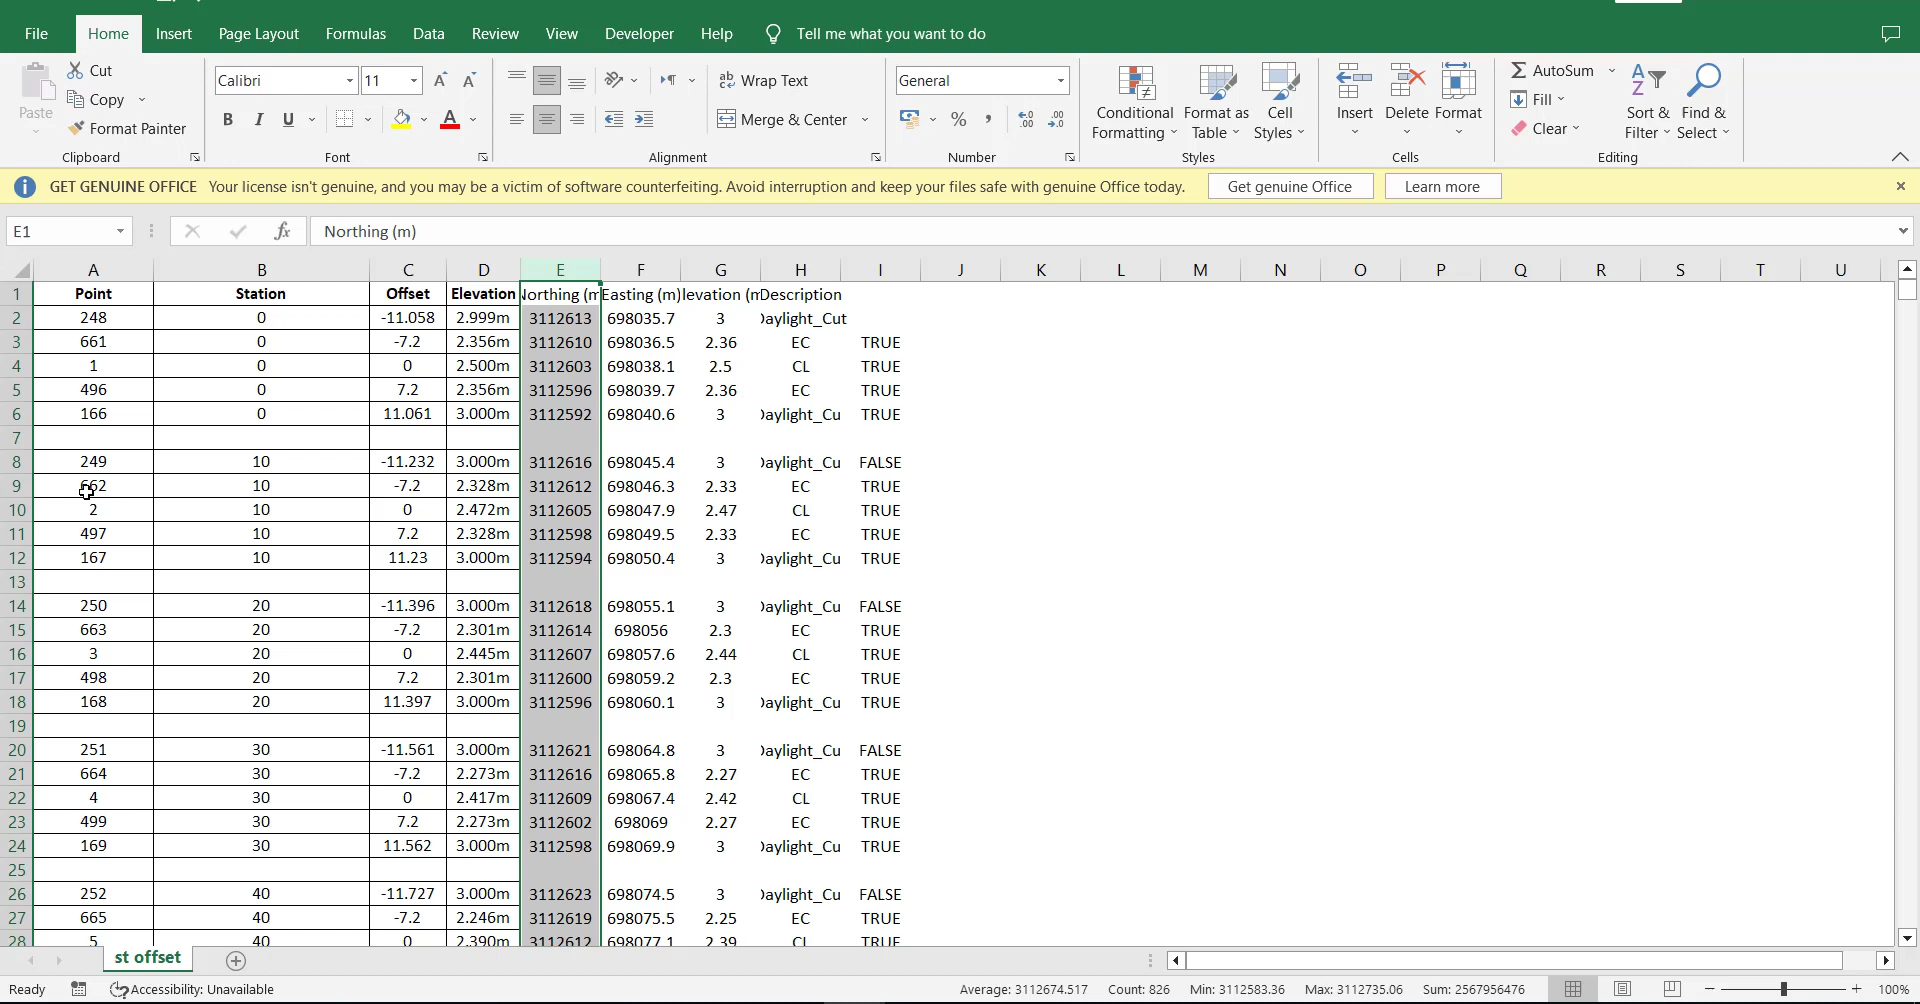 File Home Insert Page Layout Formulas Data Review View Developer Help Tell me what you want to do
Paste Cut Copy Format Painter Clipboard
Calibri 11 B I U A Font
Wrap Text Merge & Center Alignment
General % , Number
Conditional Formatting Format as Table Cell Styles Styles
Insert Delete Format Cells
AutoSum Fill Clear Sort & Filter Find & Select Editing
GET GENUINE OFFICE Your license isn't genuine, and you may be a victim of software counterfeiting. Avoid interruption and keep your files safe with genuine Office today. Get genuine Office Learn more
E1 fx Northing (m)
A B C D E F G H I J K L M N O P Q R S T U
1 Point Station Offset Elevation Northing (m Easting (m) levation (m Description
2 248 0 -11.058 2.999m 3112613 698035.7 3 Daylight_Cut
3 661 0 -7.2 2.356m 3112610 698036.5 2.36 EC TRUE
4 1 0 0 2.500m 3112603 698038.1 2.5 CL TRUE
5 496 0 7.2 2.356m 3112596 698039.7 2.36 EC TRUE
6 166 0 11.061 3.000m 3112592 698040.6 3 Daylight_Cu TRUE
7
8 249 10 -11.232 3.000m 3112616 698045.4 3 Daylight_Cu FALSE
9 662 10 -7.2 2.328m 3112612 698046.3 2.33 EC TRUE
10 2 10 0 2.472m 3112605 698047.9 2.47 CL TRUE
11 497 10 7.2 2.328m 3112598 698049.5 2.33 EC TRUE
12 167 10 11.23 3.000m 3112594 698050.4 3 Daylight_Cu TRUE
13
14 250 20 -11.396 3.000m 3112618 698055.1 3 Daylight_Cu FALSE
15 663 20 -7.2 2.301m 3112614 698056 2.3 EC TRUE
16 3 20 0 2.445m 3112607 698057.6 2.44 CL TRUE
17 498 20 7.2 2.301m 3112600 698059.2 2.3 EC TRUE
18 168 20 11.397 3.000m 3112596 698060.1 3 Daylight_Cu TRUE
19
20 251 30 -11.561 3.000m 3112621 698064.8 3 Daylight_Cu FALSE
21 664 30 -7.2 2.273m 3112616 698065.8 2.27 EC TRUE
22 4 30 0 2.417m 3112609 698067.4 2.42 CL TRUE
23 499 30 7.2 2.273m 3112602 698069 2.27 EC TRUE
24 169 30 11.562 3.000m 3112598 698069.9 3 Daylight_Cu TRUE
25
26 252 40 -11.727 3.000m 3112623 698074.5 3 Daylight_Cu FALSE
27 665 40 -7.2 2.246m 3112619 698075.5 2.25 EC TRUE
28 5 40 0 2.390m 3112612 698077.1 2.39 CL TRUE
st offset
Ready Accessibility: Unavailable Average: 3112674.517 Count: 826 Min: 3112583.36 Max: 3112735.06 Sum: 2567956476 100%